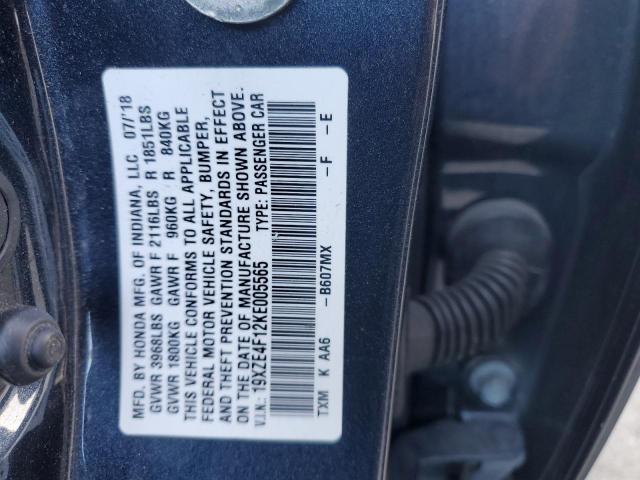 MFD. BY HONDA MFG. OF INDIANA, LLC 07/'18
GVWR 3968LBS GAWR F 2116LBS R 1851LBS
GVWR 1800KG GAWR F 960KG R 840KG
THIS VEHICLE CONFORMS TO ALL APPLICABLE
FEDERAL MOTOR VEHICLE SAFETY, BUMPER,
AND THEFT PREVENTION STANDARDS IN EFFECT
ON THE DATE OF MANUFACTURE SHOWN ABOVE.
V.I.N.: 19XZE4F12KE005565 TYPE: PASSENGER CAR
TXM K AA6 -B607MX -F -E